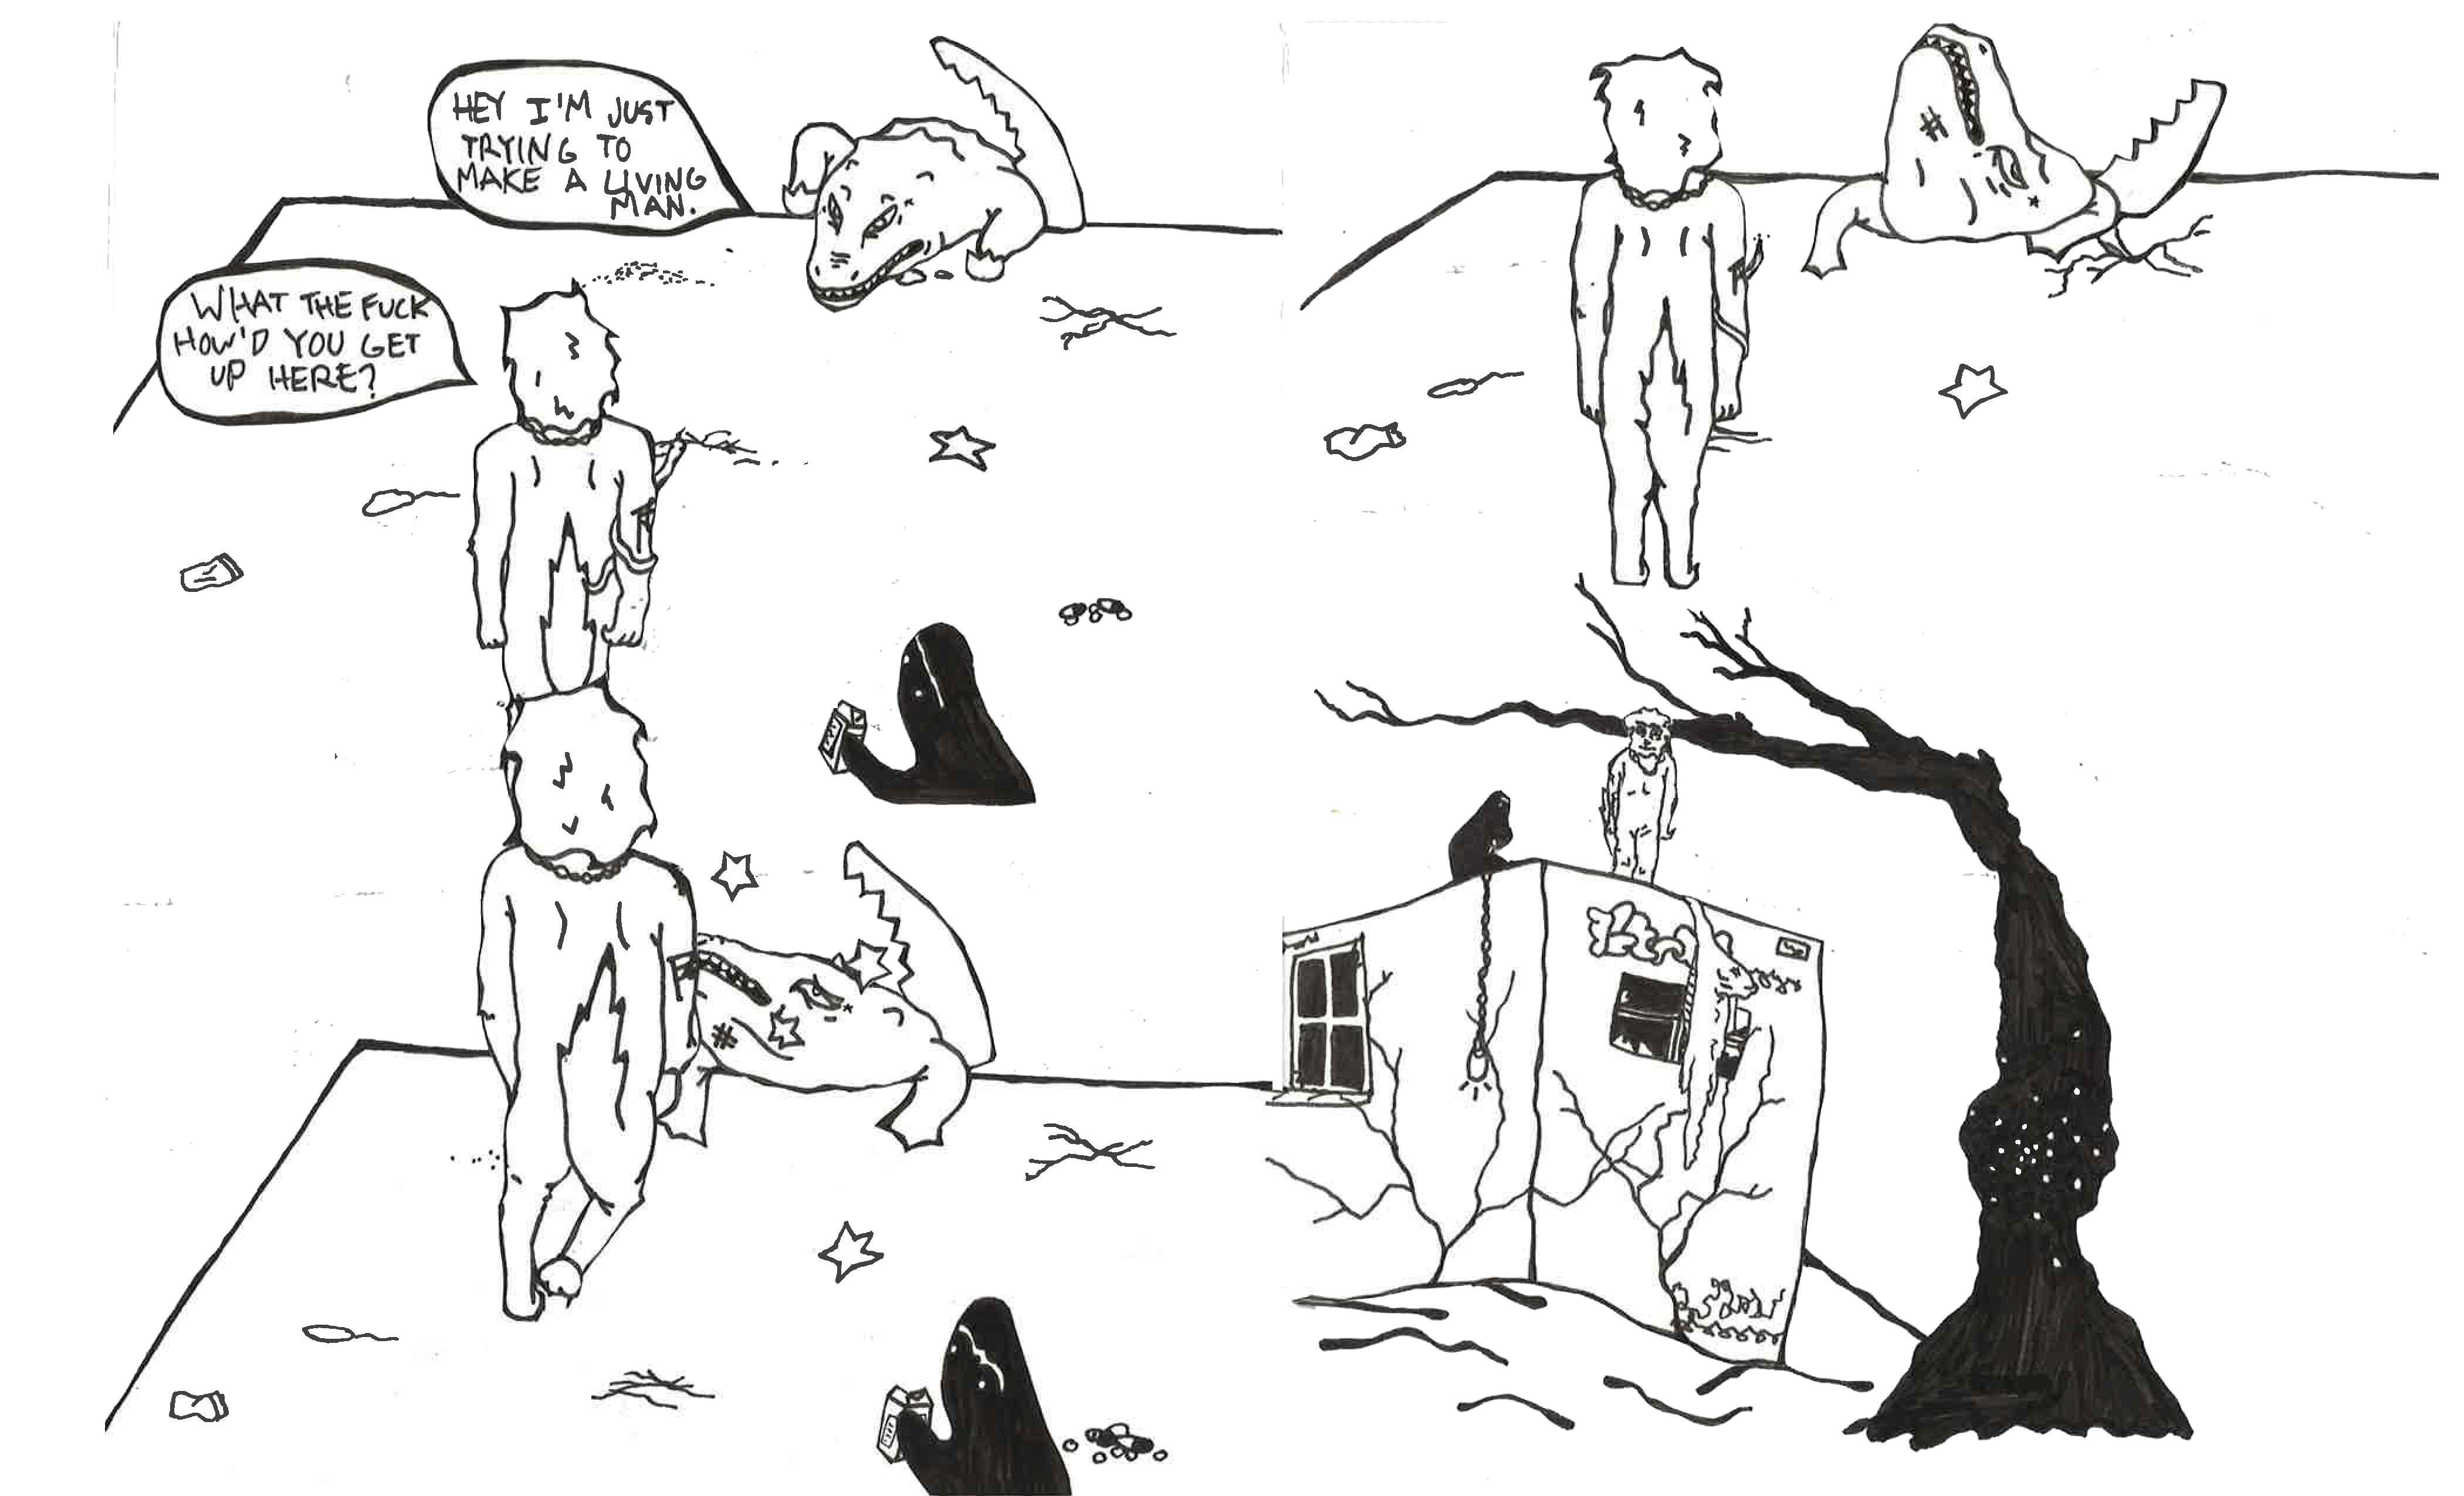 HEY I'M JUST
TRYING TO
MAKE A LIVING
MAN.
WHAT THE FUCK
HOW'D YOU GET
UP HERE?